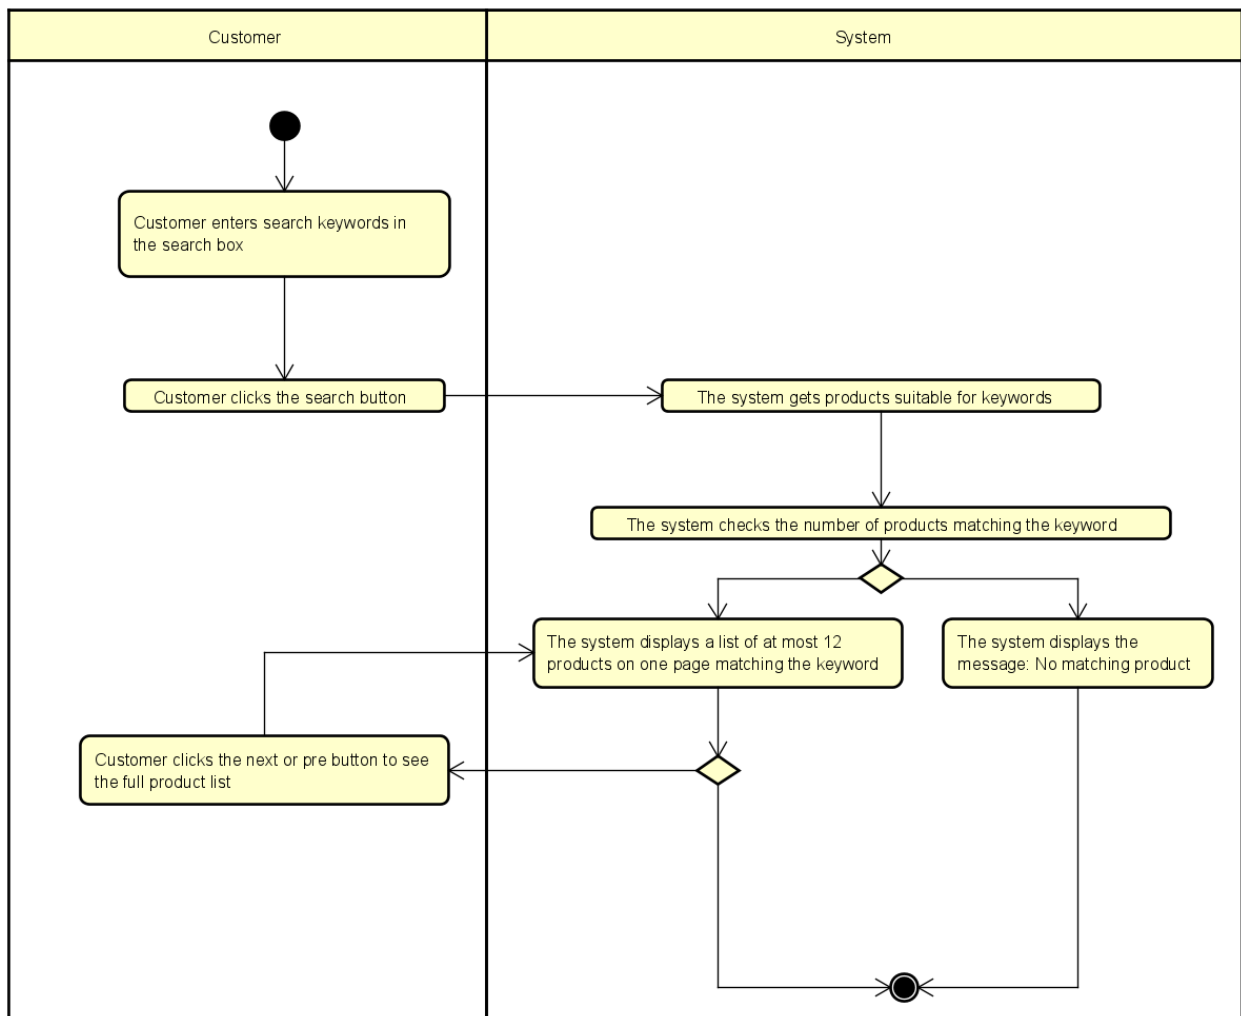 Customer
System
Customer enters search keywords in
the search box
Customer clicks the search button
The system gets products suitable for keywords
The system checks the number of products matching the keyword
The system displays a list of at most 12
products on one page matching the keyword
The system displays the
message: No matching product
Customer clicks the next or pre button to see
the full product list